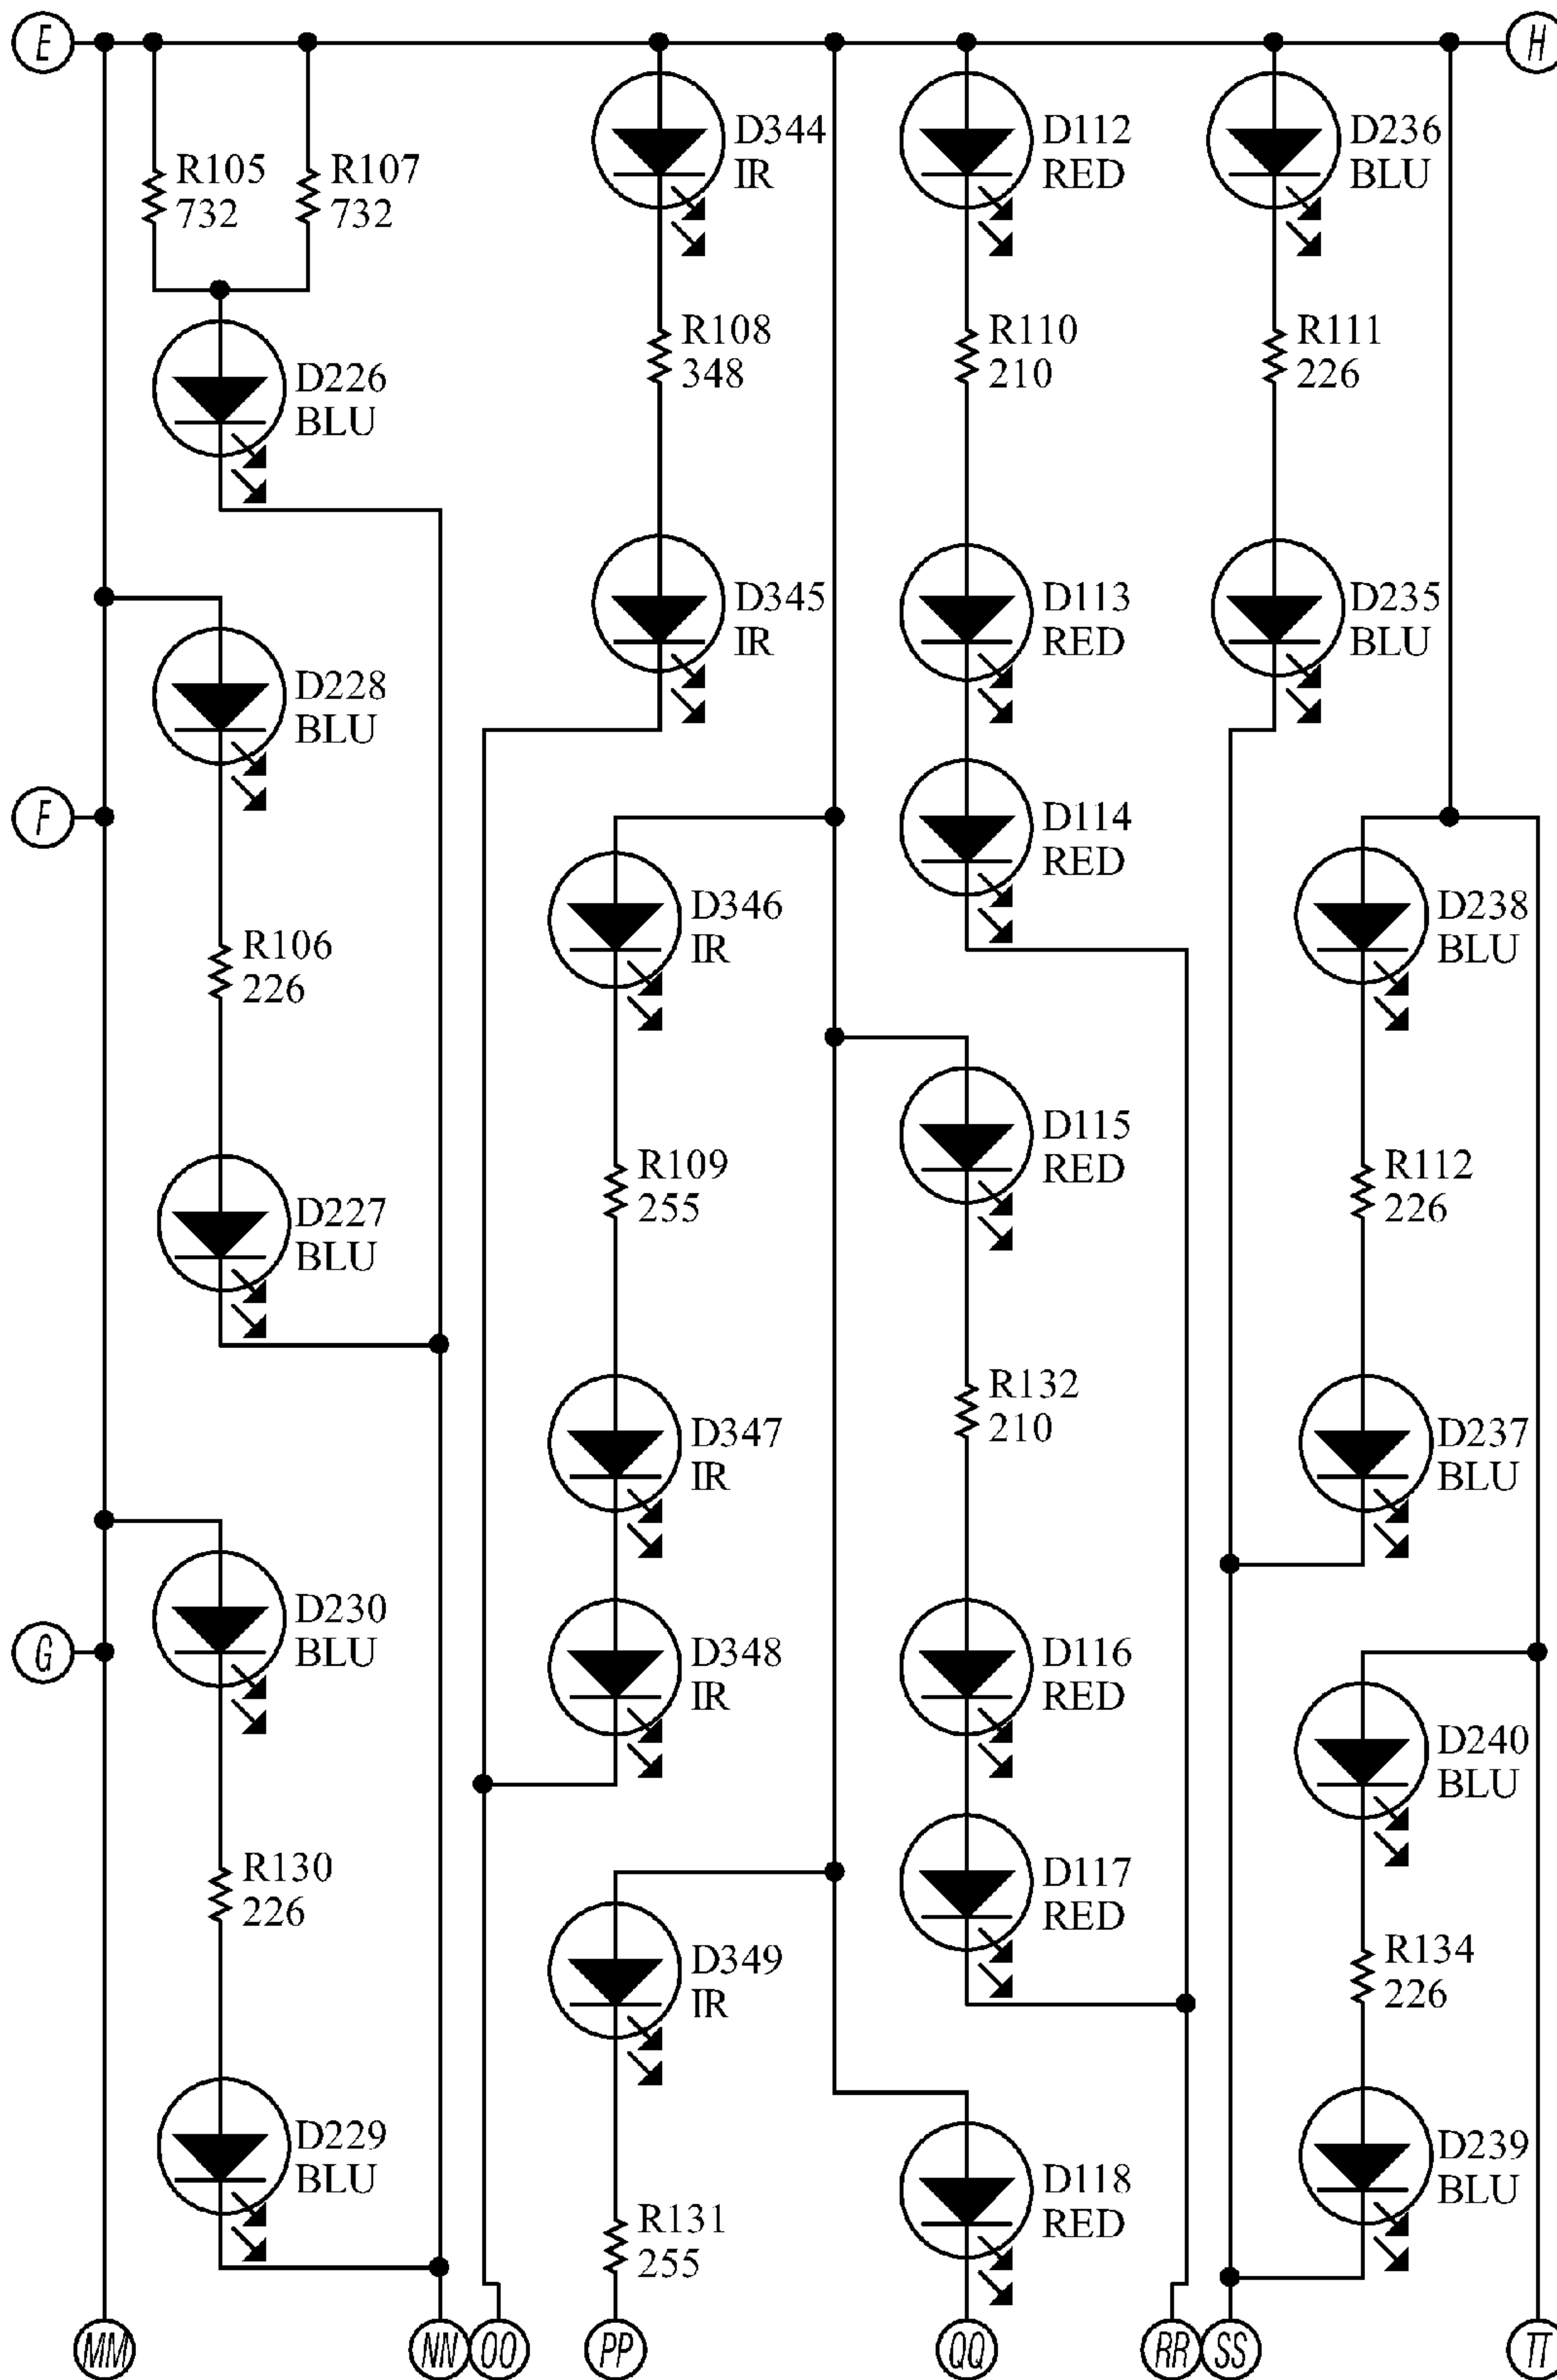 E
H
R105
732
R107
732
D344
IR
D112
RED
D236
BLU
R108
348
R110
210
R111
226
D226
BLU
D345
IR
D113
RED
D235
BLU
D228
BLU
F
D114
RED
D346
IR
D238
BLU
R106
226
D115
RED
R109
255
R112
226
D227
BLU
R132
210
D347
IR
D237
BLU
D230
BLU
G
D348
IR
D116
RED
D240
BLU
R130
226
D117
RED
D349
IR
R134
226
D229
BLU
D118
RED
D239
BLU
R131
255
MM
NN
OO
PP
QQ
RR
SS
TT